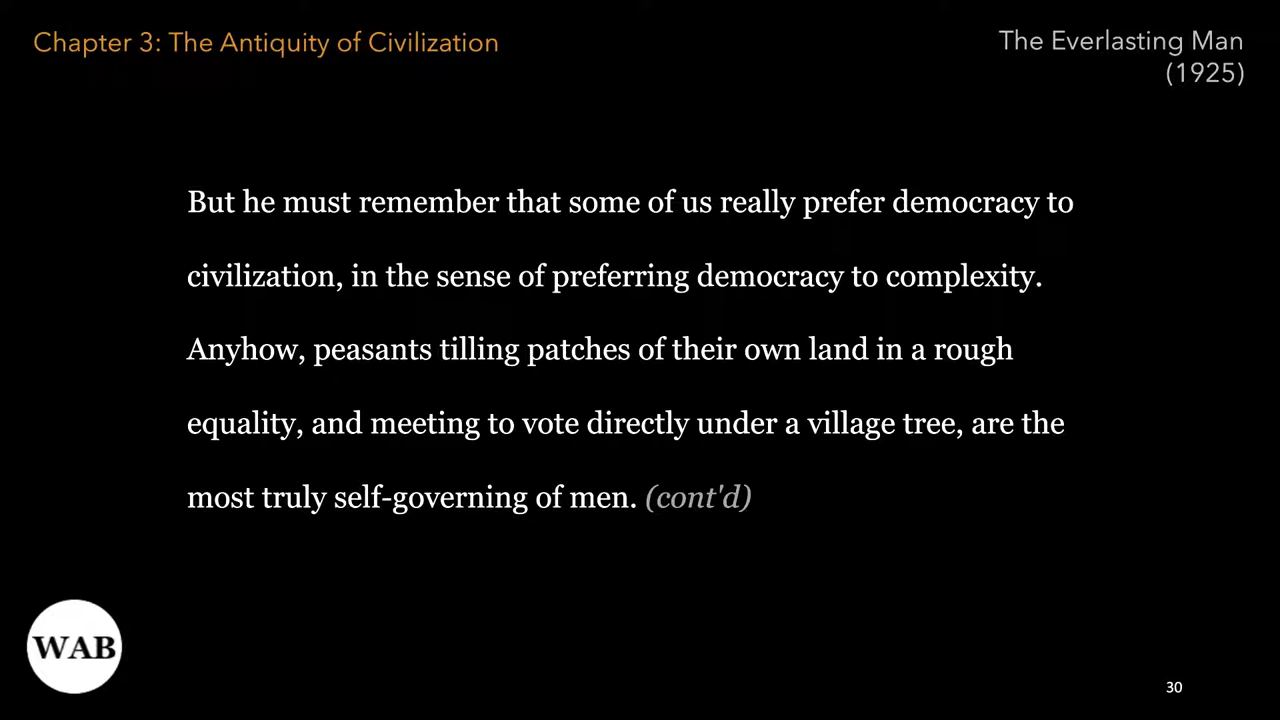 Chapter 3: The Antiquity of Civilization
The Everlasting Man
(1925)
But he must remember that some of us really prefer democracy to
civilization, in the sense of preferring democracy to complexity.
Anyhow, peasants tilling patches of their own land in a rough
equality, and meeting to vote directly under a village tree, are the
most truly self-governing of men. (cont'd)
WAB
30